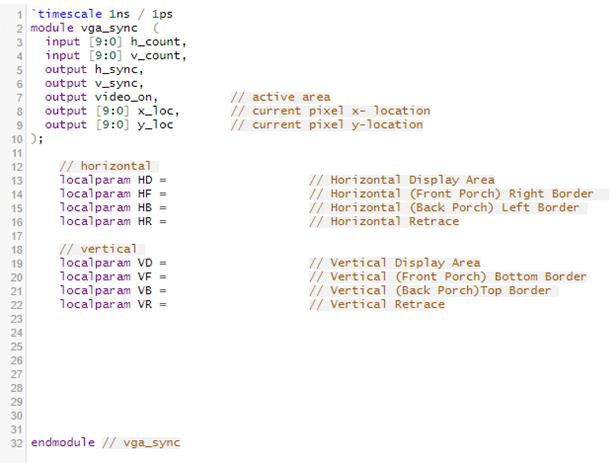 1 `timescale 1ns / 1ps
2 module vga_sync (
3 input [9:0] h_count,
4 input [9:0] v_count,
5 output h_sync,
6 output v_sync,
7 output video_on, // active area
8 output [9:0] x_loc, // current pixel x- location
9 output [9:0] y_loc // current pixel y-location
10 );
11
12 // horizontal
13 localparam HD = // Horizontal Display Area
14 localparam HF = // Horizontal (Front Porch) Right Border
15 localparam HB = // Horizontal (Back Porch) Left Border
16 localparam HR = // Horizontal Retrace
17
18 // vertical
19 localparam VD = // Vertical Display Area
20 localparam VF = // Vertical (Front Porch) Bottom Border
21 localparam VB = // Vertical (Back Porch)Top Border
22 localparam VR = // Vertical Retrace
23
24
25
26
27
28
29
30
31
32 endmodule // vga_sync